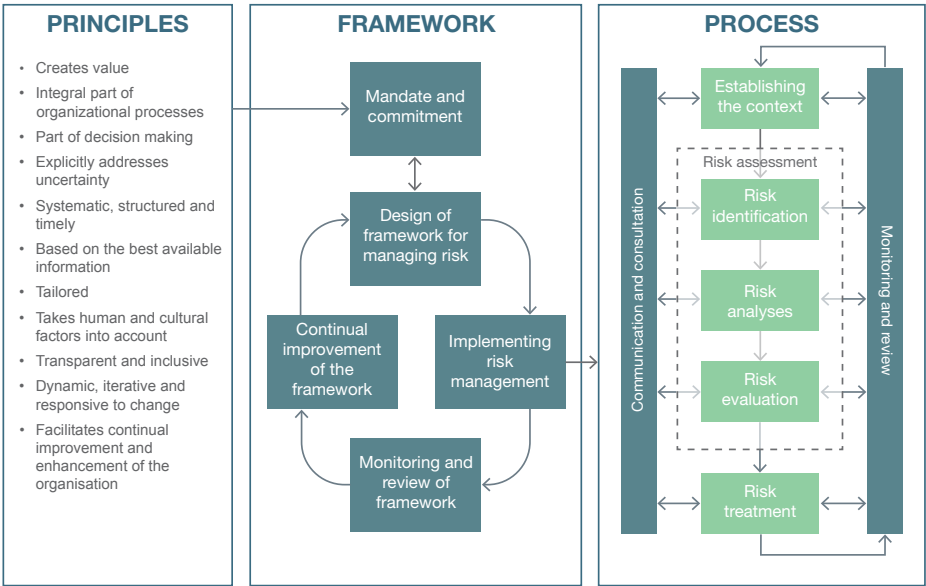 PRINCIPLES
• Creates value
• Integral part of
organizational processes
• Part of decision making
• Explicitly addresses
uncertainty
• Systematic, structured and
timely
• Based on the best available
information
• Tailored
• Takes human and cultural
factors into account
• Transparent and inclusive
• Dynamic, iterative and
responsive to change
• Facilitates continual
improvement and
enhancement of the
organisation
FRAMEWORK
Mandate and
commitment
Design of
framework for
managing risk
Continual
improvement
of the
framework
Implementing
risk
management
Monitoring and
review of
framework
PROCESS
Communication and consultation
Establishing
the context
Risk assessment
Risk
identification
Risk
analyses
Risk
evaluation
Risk
treatment
Monitoring and review